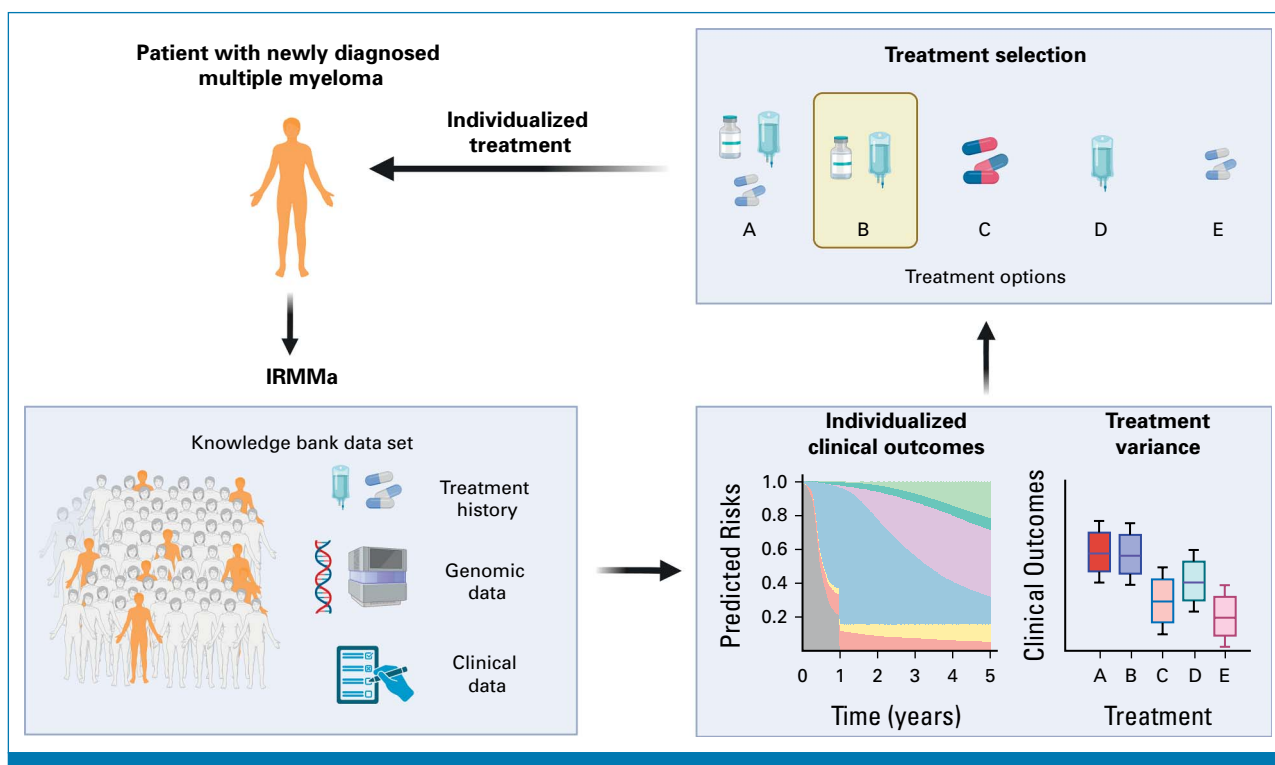 Patient with newly diagnosed
multiple myeloma
Individualized
treatment
Treatment selection
A
B
C
D
E
Treatment options
IRMMa
Knowledge bank data set
Treatment
history
Genomic
data
Clinical
data
Individualized
clinical outcomes
Predicted Risks
1.0
0.8
0.6
0.4
0.2
0 1 2 3 4 5
Time (years)
Treatment
variance
Clinical Outcomes
A B C D E
Treatment